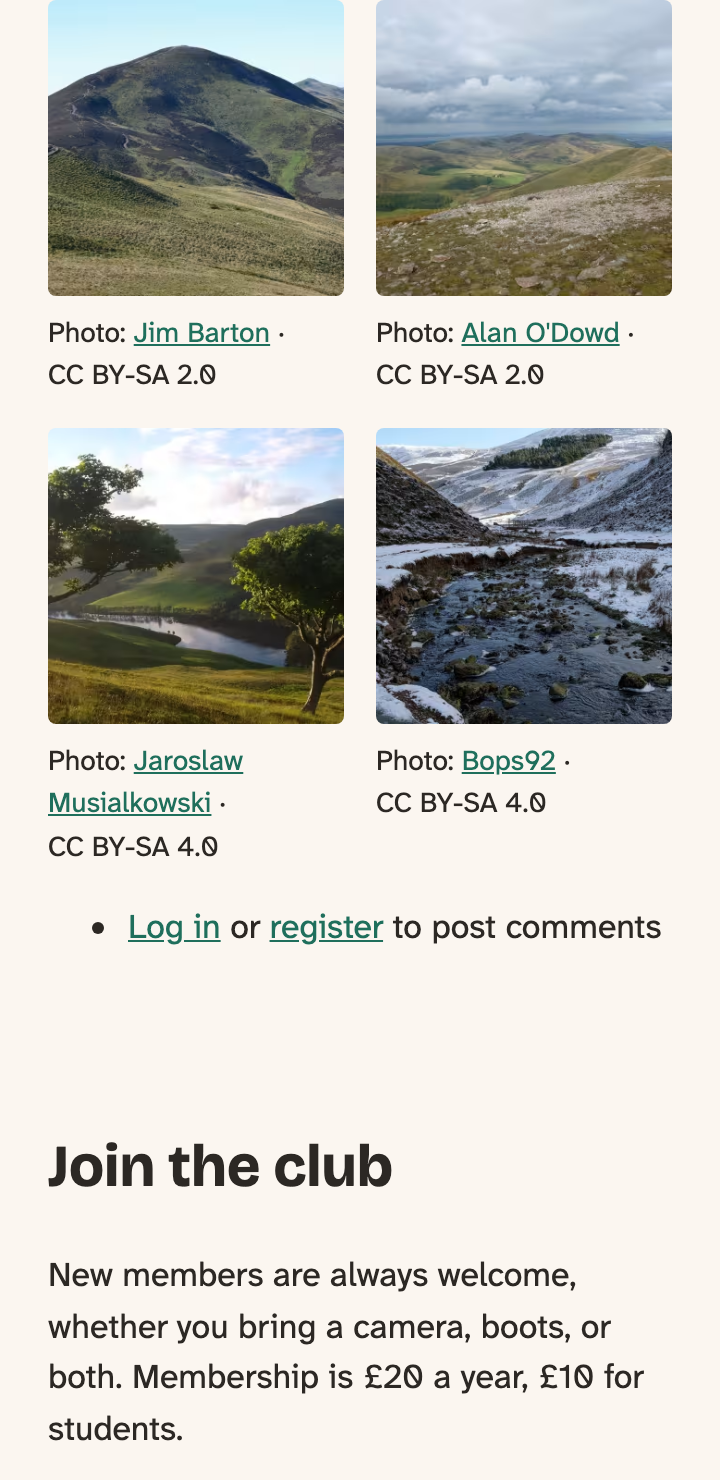 Photo: Jim Barton ·
CC BY-SA 2.0
Photo: Alan O'Dowd ·
CC BY-SA 2.0
Photo: Jaroslaw
Musialkowski ·
CC BY-SA 4.0
Photo: Bops92 ·
CC BY-SA 4.0
• Log in or register to post comments
Join the club
New members are always welcome,
whether you bring a camera, boots, or
both. Membership is £20 a year, £10 for
students.